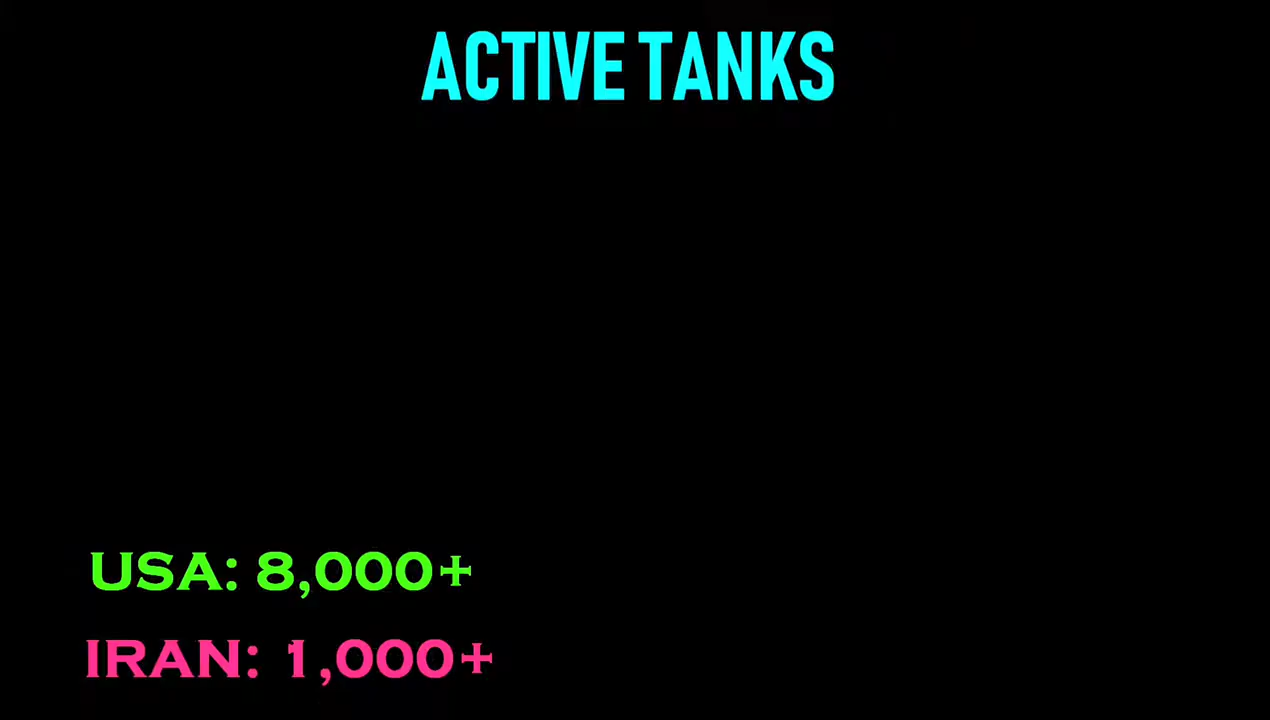 ACTIVE TANKS
USA: 8,000+
IRAN: 1,000+